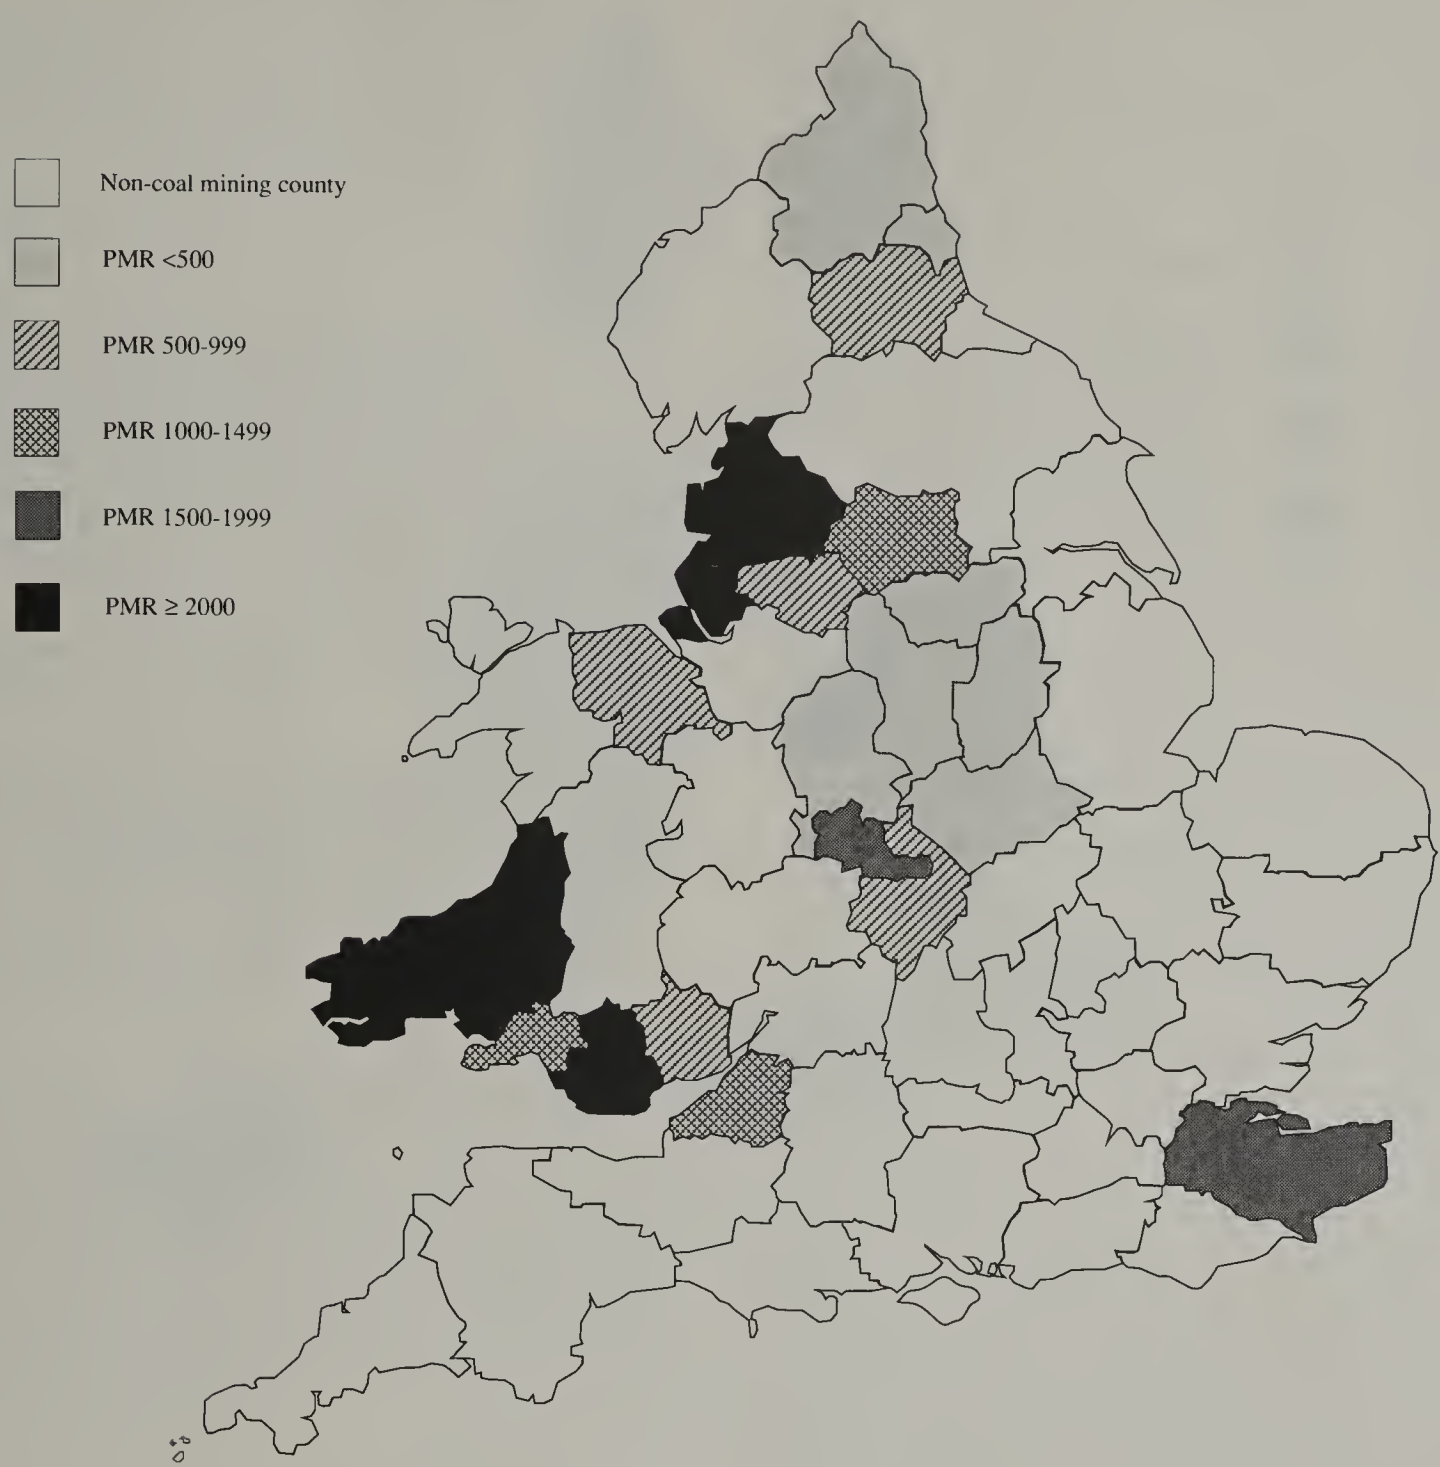 Non-coal mining county
PMR <500
PMR 500-999
PMR 1000-1499
PMR 1500-1999
PMR ≥ 2000